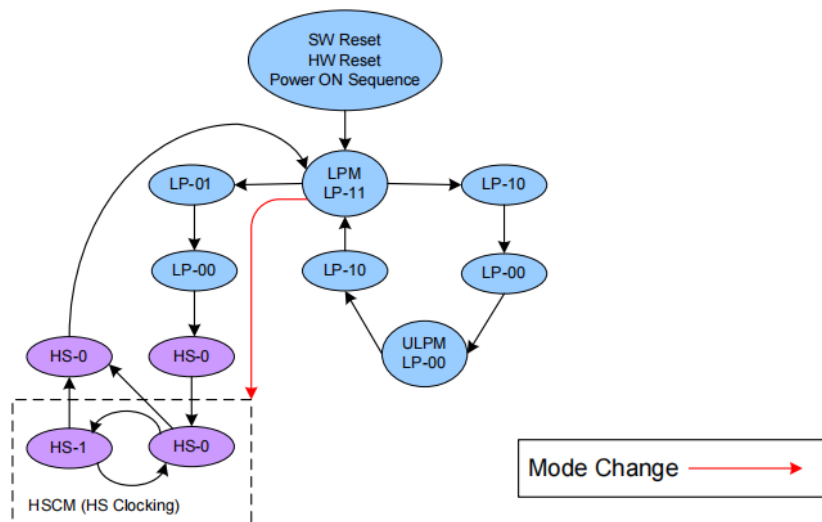 SW Reset
HW Reset
Power ON Sequence
LP-01
LPM
LP-11
LP-10
LP-00
LP-10
LP-00
ULPM
LP-00
HS-0
HS-0
HS-1
HS-0
HSCM (HS Clocking)
Mode Change